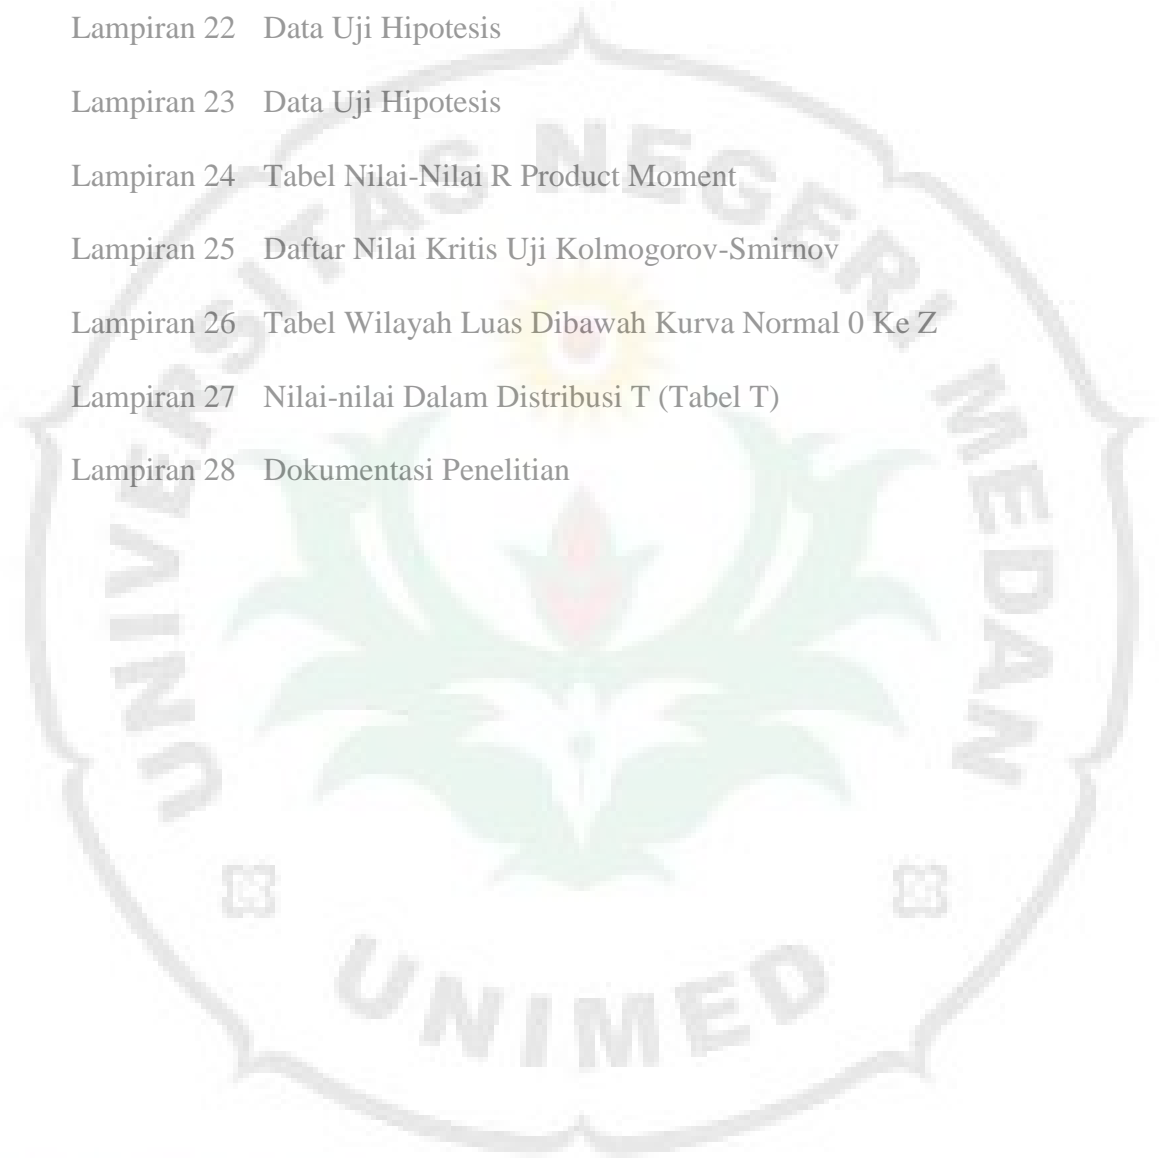 Lampiran 22 Data Uji Hipotesis
Lampiran 23 Data Uji Hipotesis
Lampiran 24 Tabel Nilai-Nilai R Product Moment
Lampiran 25 Daftar Nilai Kritis Uji Kolmogorov-Smirnov
Lampiran 26 Tabel Wilayah Luas Dibawah Kurva Normal 0 Ke Z
Lampiran 27 Nilai-nilai Dalam Distribusi T (Tabel T)
Lampiran 28 Dokumentasi Penelitian
UNIVERSITAS NEGERI MEDAN
UNIMED